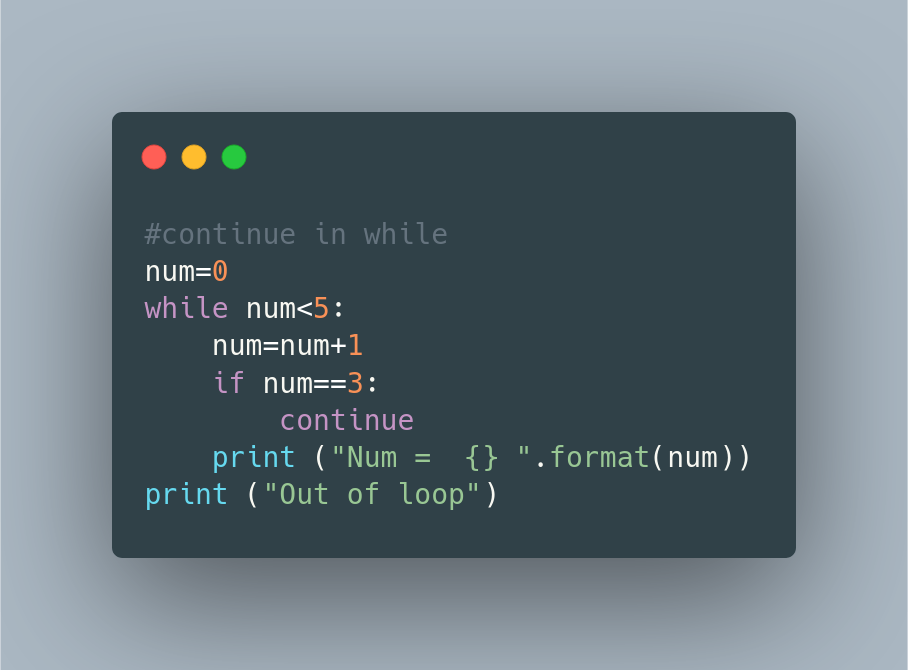 #continue in while
num=0
while num<5:
    num=num+1
    if num==3:
        continue
    print ("Num =  {} ".format(num))
print ("Out of loop")